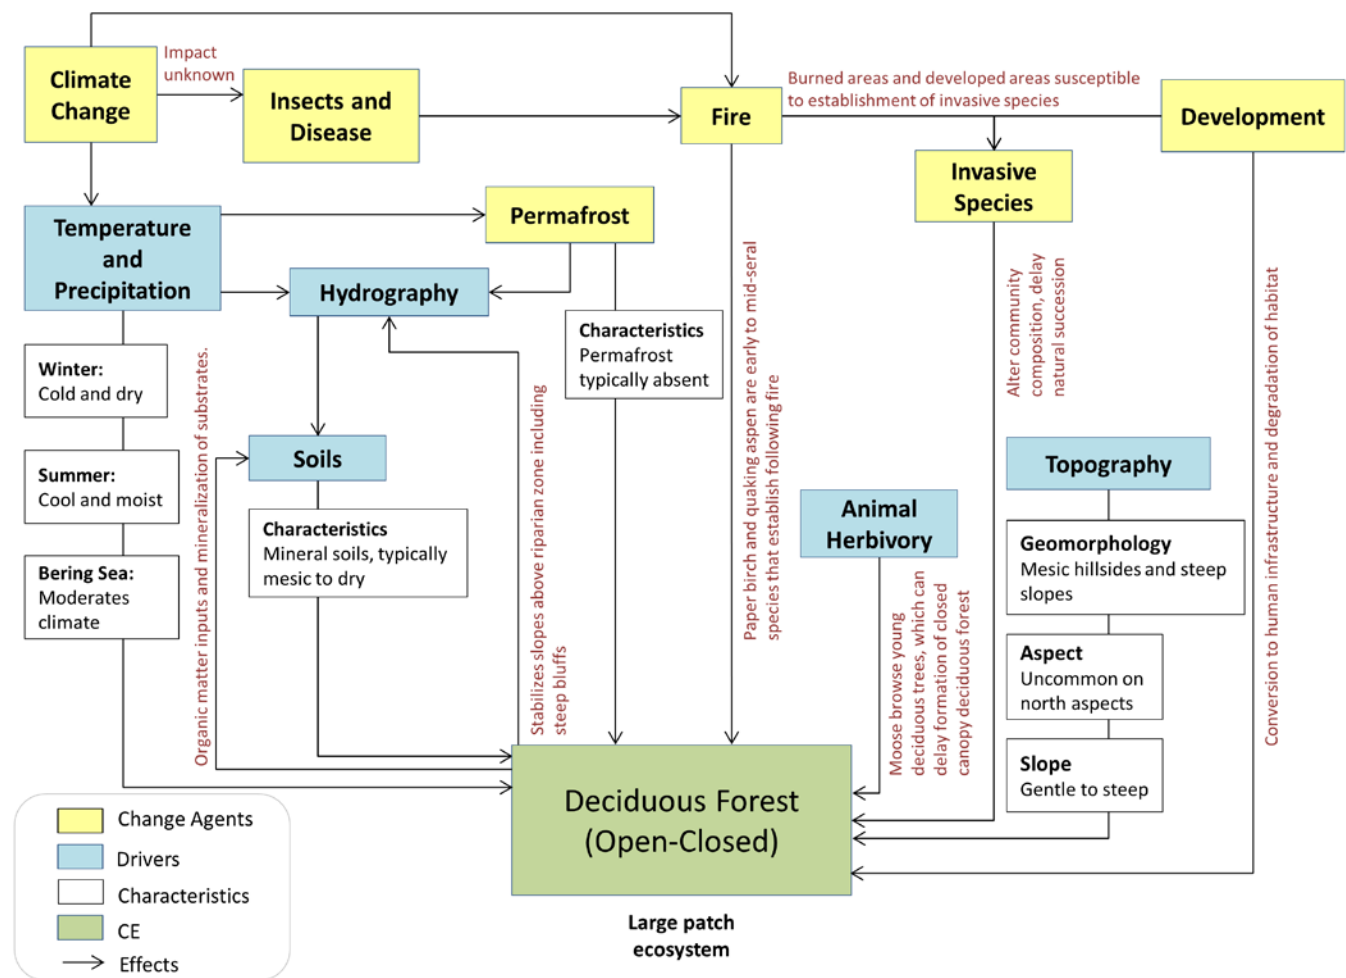 Climate
Change
Impact
unknown
Insects and
Disease
Fire
Burned areas and developed areas susceptible
to establishment of invasive species
Development
Invasive
Species
Temperature
and
Precipitation
Permafrost
Hydrography
Characteristics
Permafrost
typically absent
Winter:
Cold and dry
Summer:
Cool and moist
Bering Sea:
Moderates
climate
Organic matter inputs and mineralization of substrates.
Soils
Characteristics
Mineral soils, typically
mesic to dry
Stabilizes slopes above riparian zone including
steep bluffs
Paper birch and quaking aspen are early to mid-seral
species that establish following fire
Animal
Herbivory
Moose browse young
deciduous trees, which can
delay formation of closed
canopy deciduous forest
Alter community
composition, delay
natural succession
Topography
Geomorphology
Mesic hillsides and steep
slopes
Aspect
Uncommon on
north aspects
Slope
Gentle to steep
Conversion to human infrastructure and degradation of habitat
Deciduous Forest
(Open-Closed)
Large patch
ecosystem
Change Agents
Drivers
Characteristics
CE
Effects